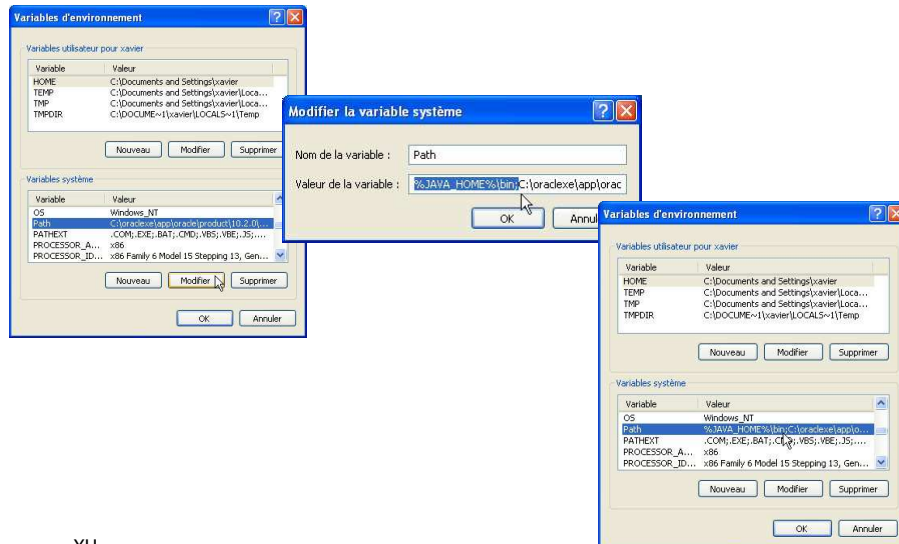 Variables d'environnement
Variables utilisateur pour xavier
Variable Valeur
HOME C:\Documents and Settings\xavier
TEMP C:\Documents and Settings\xavier\Loca...
TMP C:\Documents and Settings\xavier\Loca...
TMPDIR C:\DOCUME~1\xavier\LOCALS~1\Temp
Nouveau Modifier Supprimer
Variables système
Variable Valeur
OS Windows_NT
Path C:\oraclexe\app\oracle\product\10.2.0\...
PATHEXT .COM;.EXE;.BAT;.CMD;.VBS;.VBE;.JS;....
PROCESSOR_A... x86
PROCESSOR_ID... x86 Family 6 Model 15 Stepping 13, Gen...
Nouveau Modifier Supprimer
OK Annuler
Modifier la variable système
Nom de la variable : Path
Valeur de la variable : %JAVA_HOME%\bin;C:\oraclexe\app\orac
OK Annul
Variables d'environnement
Variables utilisateur pour xavier
Variable Valeur
HOME C:\Documents and Settings\xavier
TEMP C:\Documents and Settings\xavier\Loca...
TMP C:\Documents and Settings\xavier\Loca...
TMPDIR C:\DOCUME~1\xavier\LOCALS~1\Temp
Nouveau Modifier Supprimer
Variables système
Variable Valeur
OS Windows_NT
Path %JAVA_HOME%\bin;C:\oraclexe\app\o...
PATHEXT .COM;.EXE;.BAT;.CMD;.VBS;.VBE;.JS;....
PROCESSOR_A... x86
PROCESSOR_ID... x86 Family 6 Model 15 Stepping 13, Gen...
Nouveau Modifier Supprimer
OK Annuler